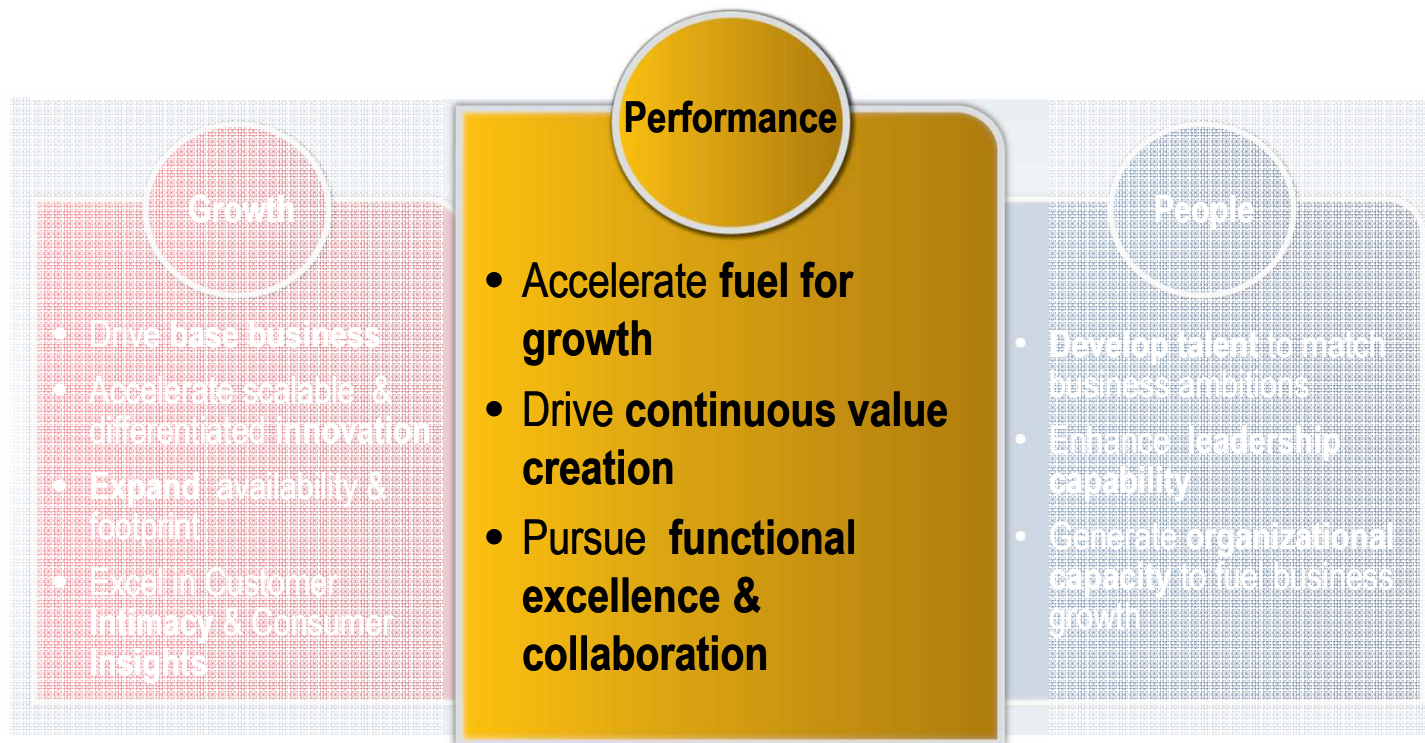 Performance
Growth
People
• Accelerate fuel for
growth
• Drive continuous value
creation
• Pursue functional
excellence &
collaboration
• Drive base business
• Accelerate scalable &
differentiated innovation
• Expand availability &
footprint
• Excel in Customer
Intimacy & Consumer
Insights
• Develop talent to match
business ambitions
• Enhance leadership
capability
• Generate organizational
capacity to fuel business
growth